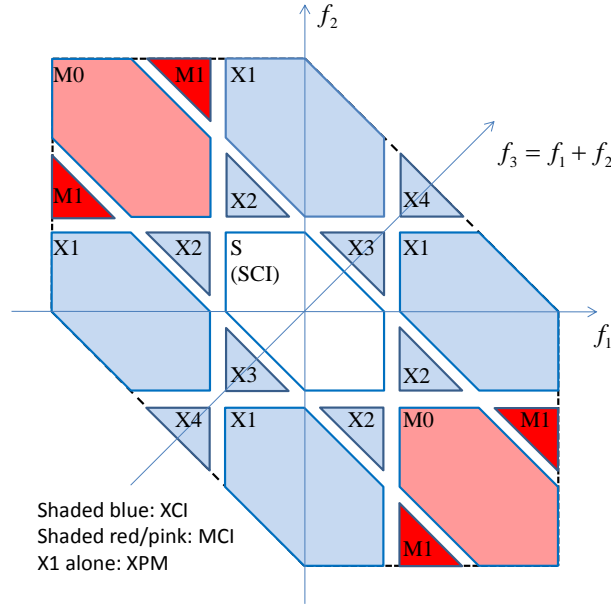 f₂
M0 M1 X1
f₃ = f₁ + f₂
M1 X2 X4
X1 X2 S X3 X1
(SCI)
f₁
X3 X2
X4 X1 X2 M0 M1
Shaded blue: XCI
Shaded red/pink: MCI
X1 alone: XPM
M1